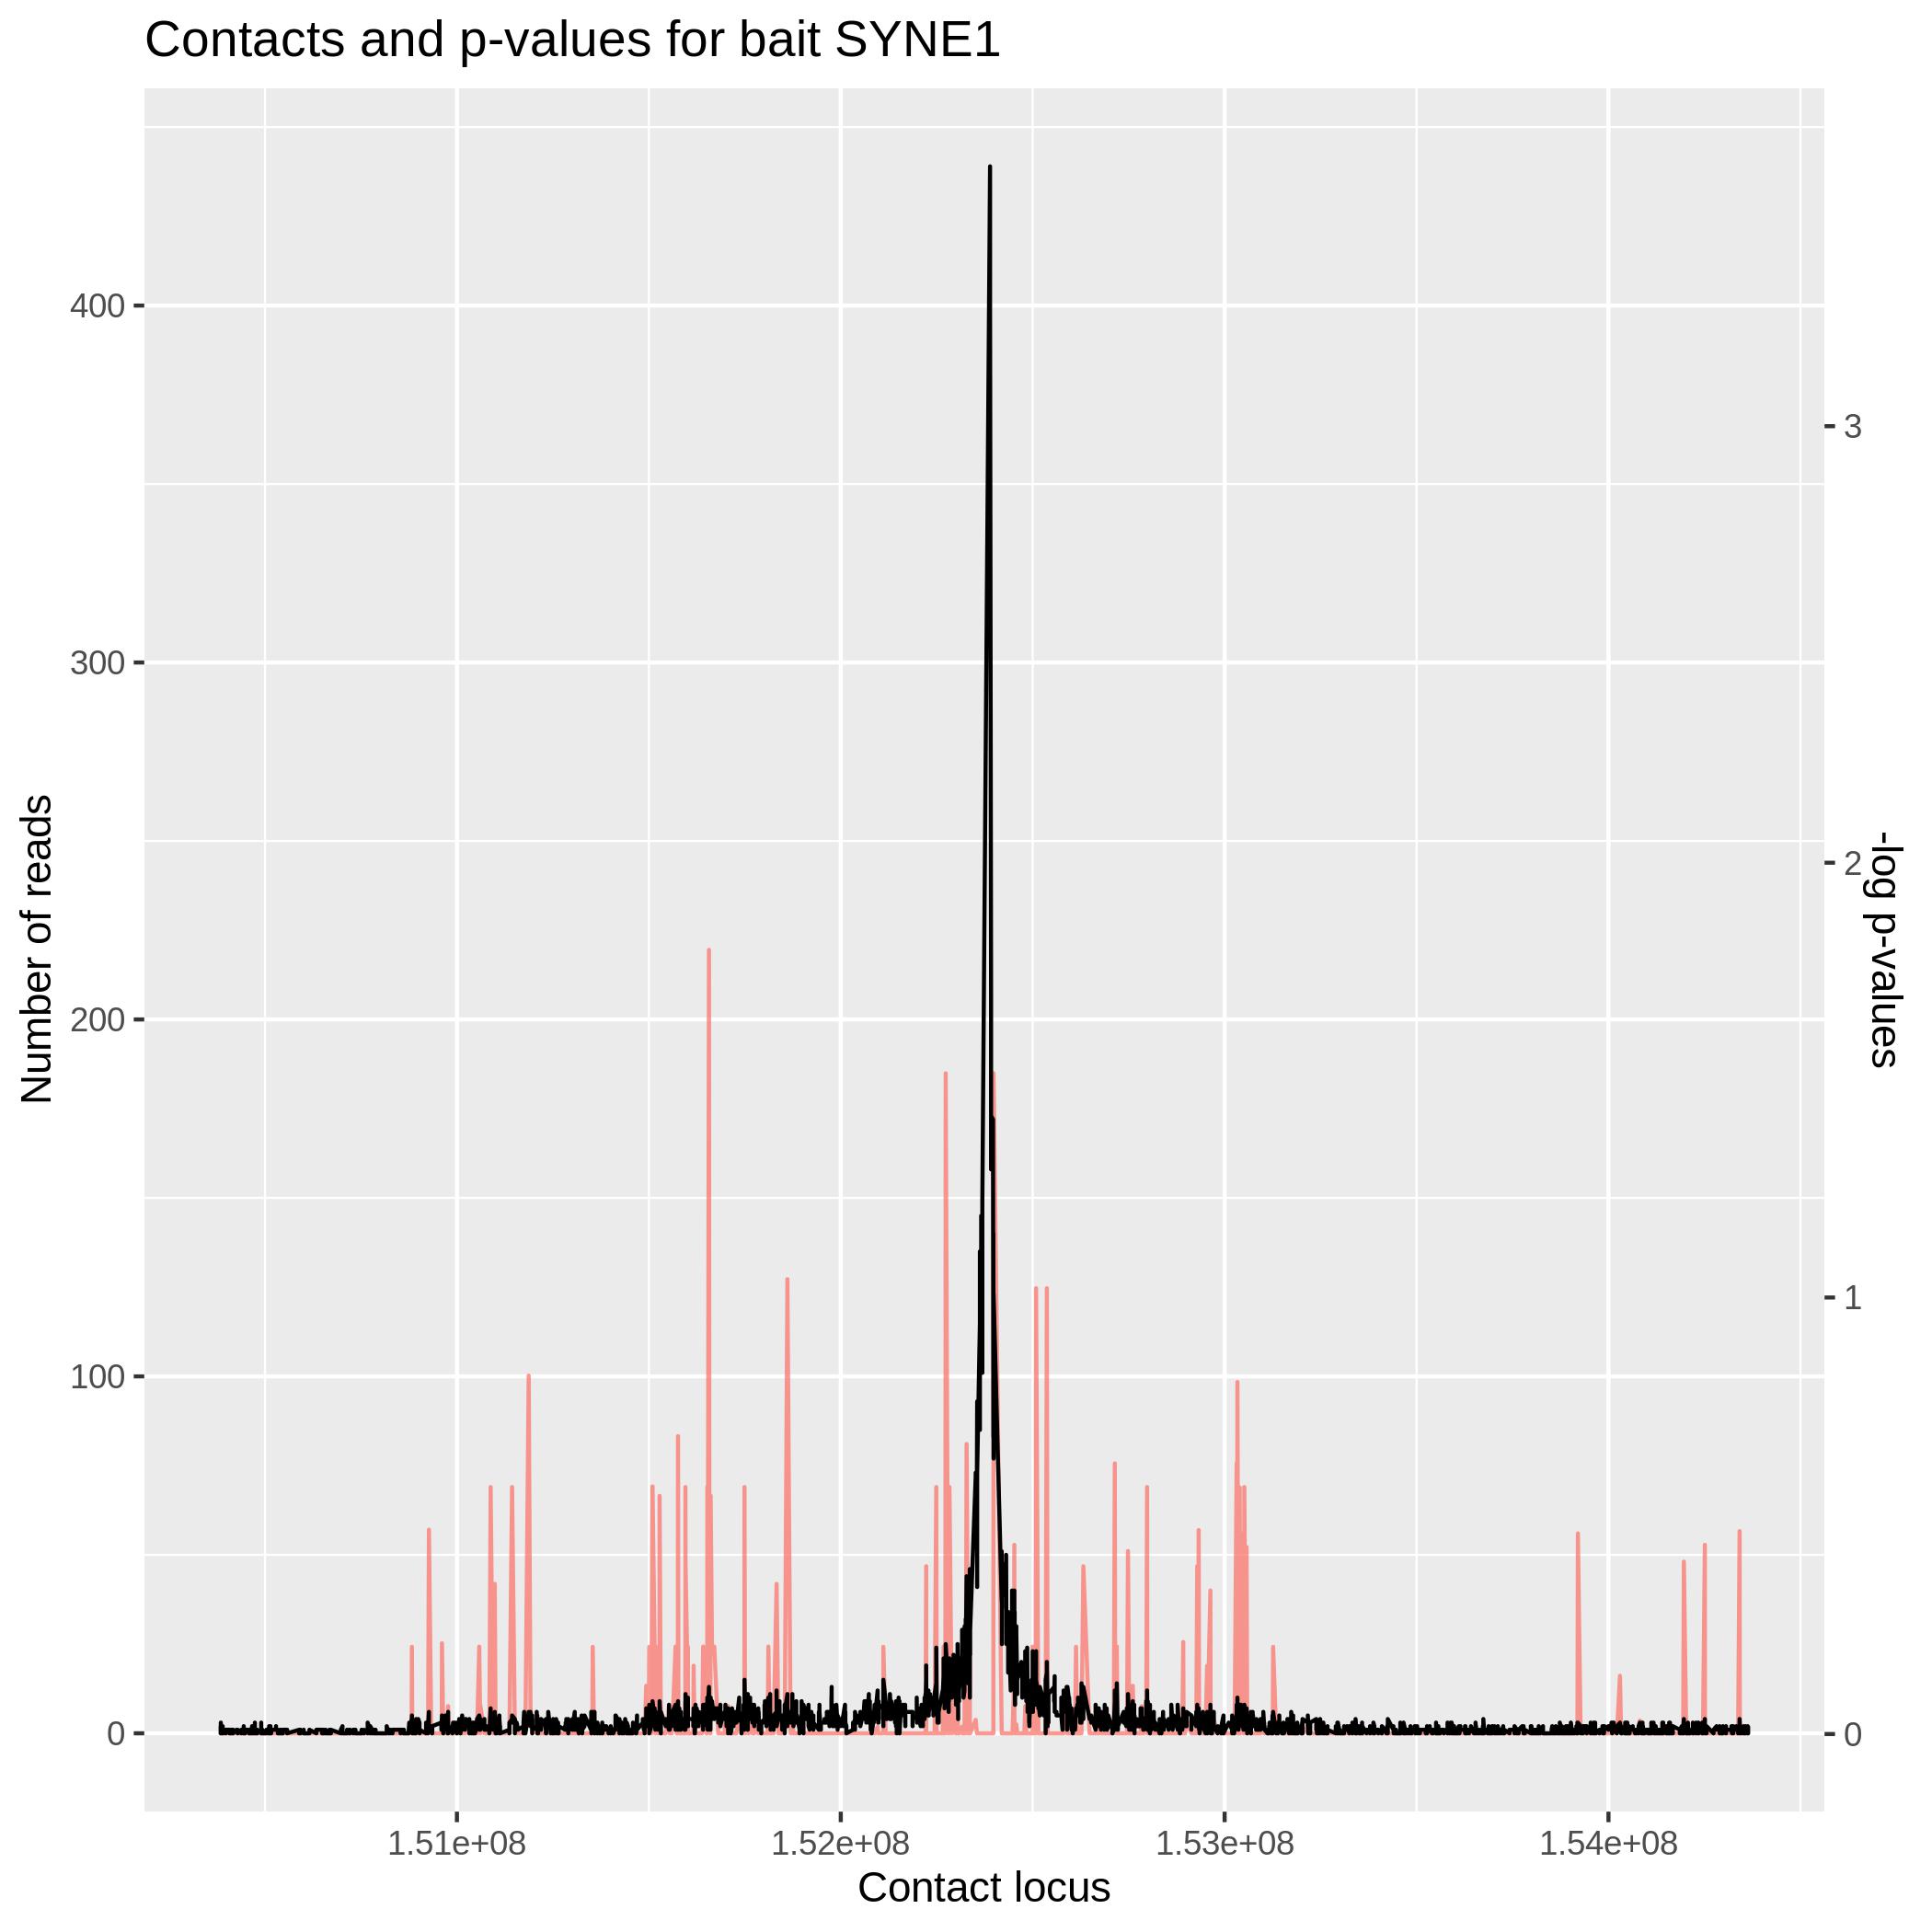 Contacts and p-values for bait SYNE1
400
300
200
100
0
Number of reads
3
2
1
0
-log p-values
1.51e+08
1.52e+08
1.53e+08
1.54e+08
Contact locus